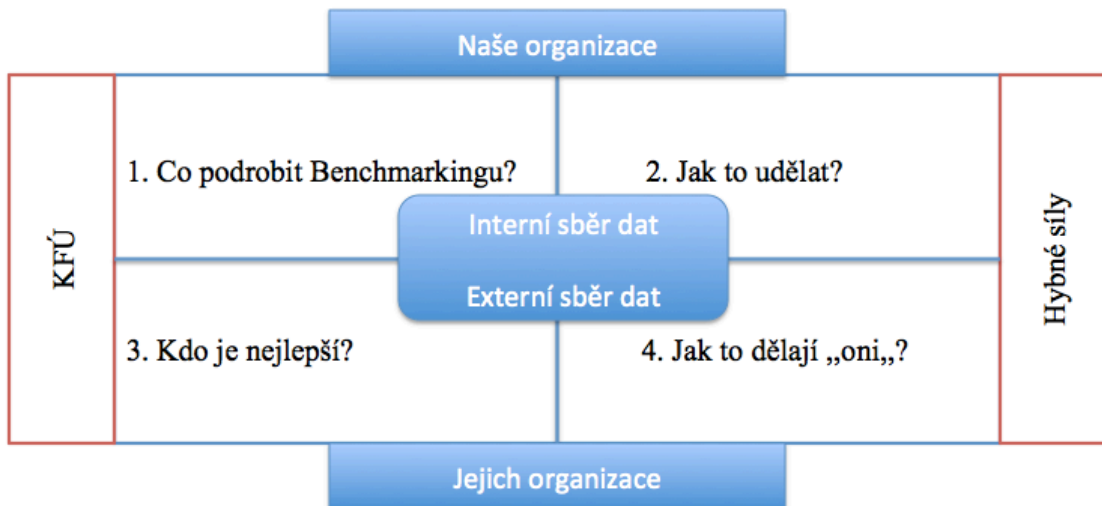 Naše organizace
KFÚ
1. Co podrobit Benchmarkingu?
2. Jak to udělat?
Interní sběr dat
Externí sběr dat
3. Kdo je nejlepší?
4. Jak to dělají ,,oni,,?
Hybné síly
Jejich organizace